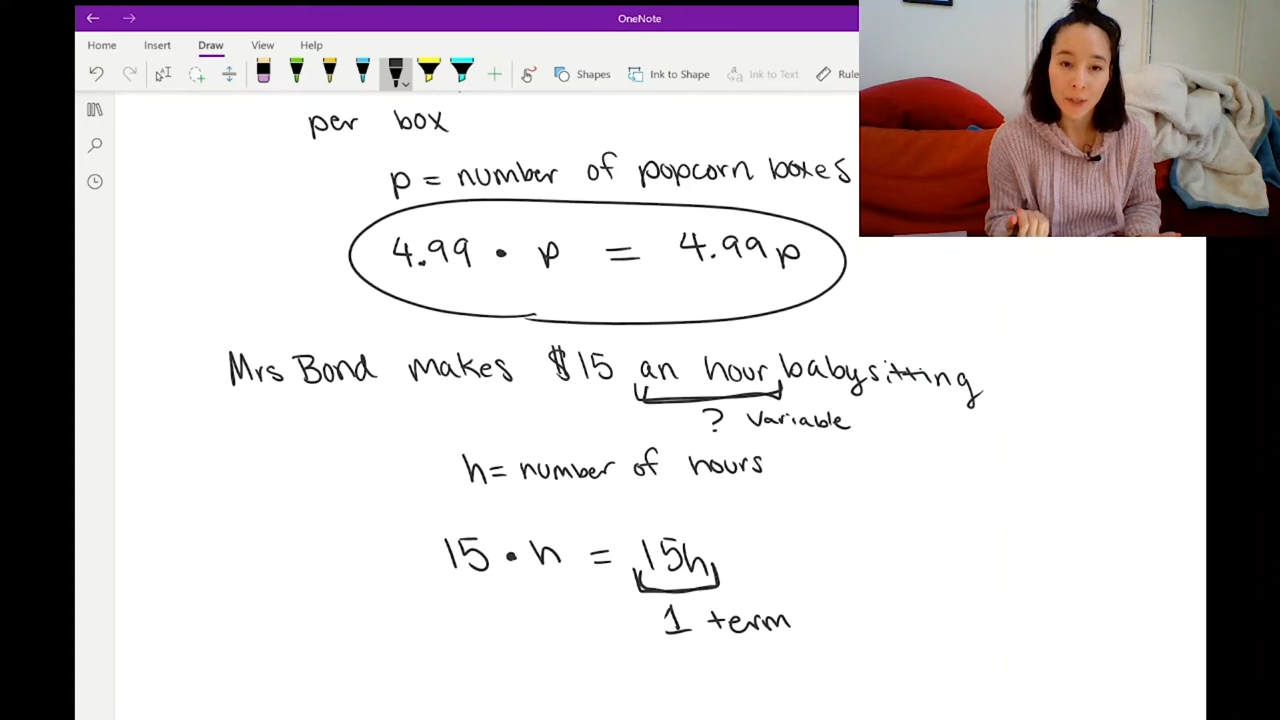 OneNote
Home Insert Draw View Help
Shapes Ink to Shape Ink to Text Rule
per box
p = number of popcorn boxes
4.99 • p = 4.99p
Mrs Bond makes $15 an hour babysitting
? variable
h = number of hours
15 • h = 15h
1 term